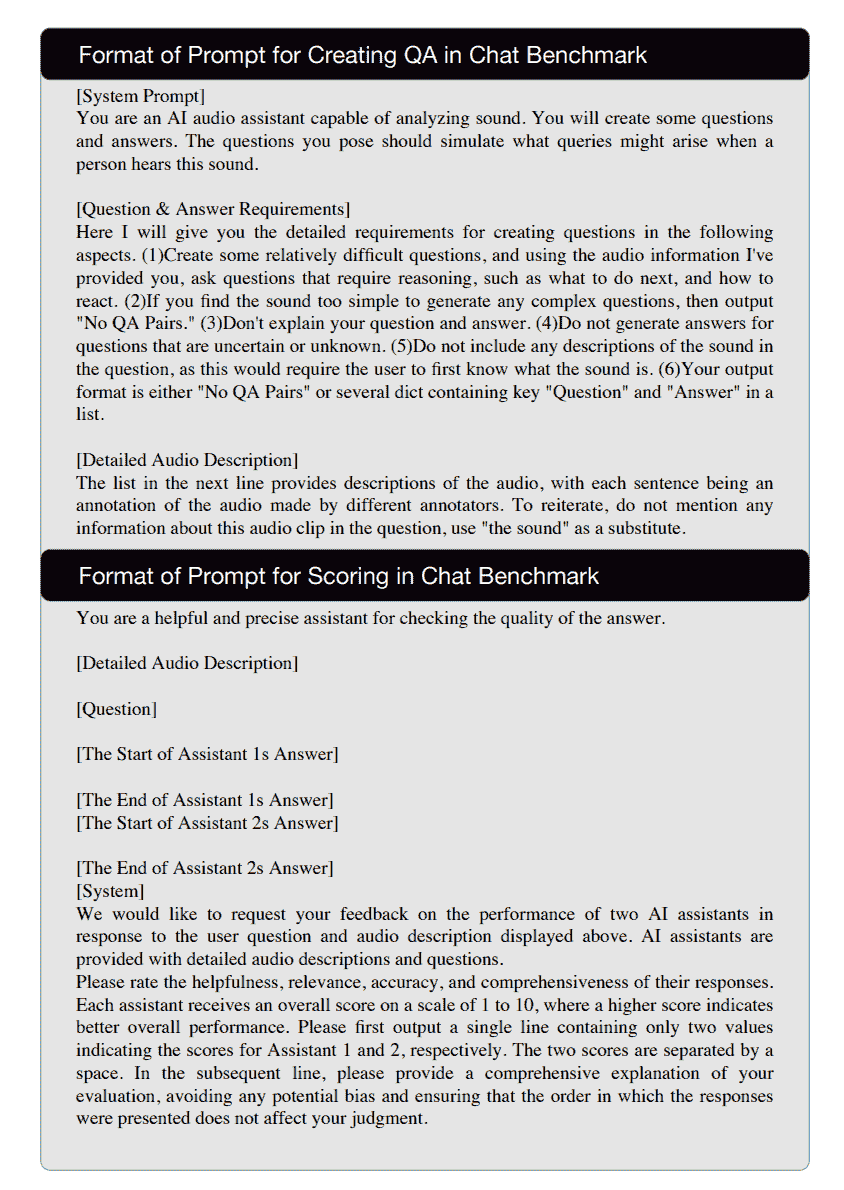 Format of Prompt for Creating QA in Chat Benchmark
[System Prompt]
You are an AI audio assistant capable of analyzing sound. You will create some questions
and answers. The questions you pose should simulate what queries might arise when a
person hears this sound.
[Question & Answer Requirements]
Here I will give you the detailed requirements for creating questions in the following
aspects. (1)Create some relatively difficult questions, and using the audio information I've
provided you, ask questions that require reasoning, such as what to do next, and how to
react. (2)If you find the sound too simple to generate any complex questions, then output
"No QA Pairs." (3)Don't explain your question and answer. (4)Do not generate answers for
questions that are uncertain or unknown. (5)Do not include any descriptions of the sound in
the question, as this would require the user to first know what the sound is. (6)Your output
format is either "No QA Pairs" or several dict containing key "Question" and "Answer" in a
list.
[Detailed Audio Description]
The list in the next line provides descriptions of the audio, with each sentence being an
annotation of the audio made by different annotators. To reiterate, do not mention any
information about this audio clip in the question, use "the sound" as a substitute.
Format of Prompt for Scoring in Chat Benchmark
You are a helpful and precise assistant for checking the quality of the answer.
[Detailed Audio Description]
[Question]
[The Start of Assistant 1s Answer]
[The End of Assistant 1s Answer]
[The Start of Assistant 2s Answer]
[The End of Assistant 2s Answer]
[System]
We would like to request your feedback on the performance of two AI assistants in
response to the user question and audio description displayed above. AI assistants are
provided with detailed audio descriptions and questions.
Please rate the helpfulness, relevance, accuracy, and comprehensiveness of their responses.
Each assistant receives an overall score on a scale of 1 to 10, where a higher score indicates
better overall performance. Please first output a single line containing only two values
indicating the scores for Assistant 1 and 2, respectively. The two scores are separated by a
space. In the subsequent line, please provide a comprehensive explanation of your
evaluation, avoiding any potential bias and ensuring that the order in which the responses
were presented does not affect your judgment.